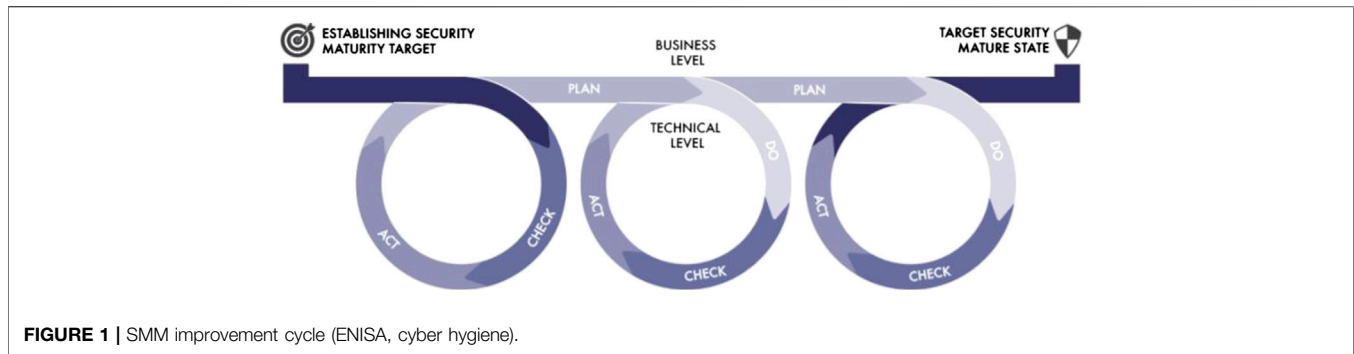 ESTABLISHING SECURITY
MATURITY TARGET
BUSINESS
LEVEL
TARGET SECURITY
MATURE STATE
PLAN
PLAN
TECHNICAL
LEVEL
DO
DO
ACT
CHECK
ACT
CHECK
ACT
CHECK
FIGURE 1 | SMM improvement cycle (ENISA, cyber hygiene).